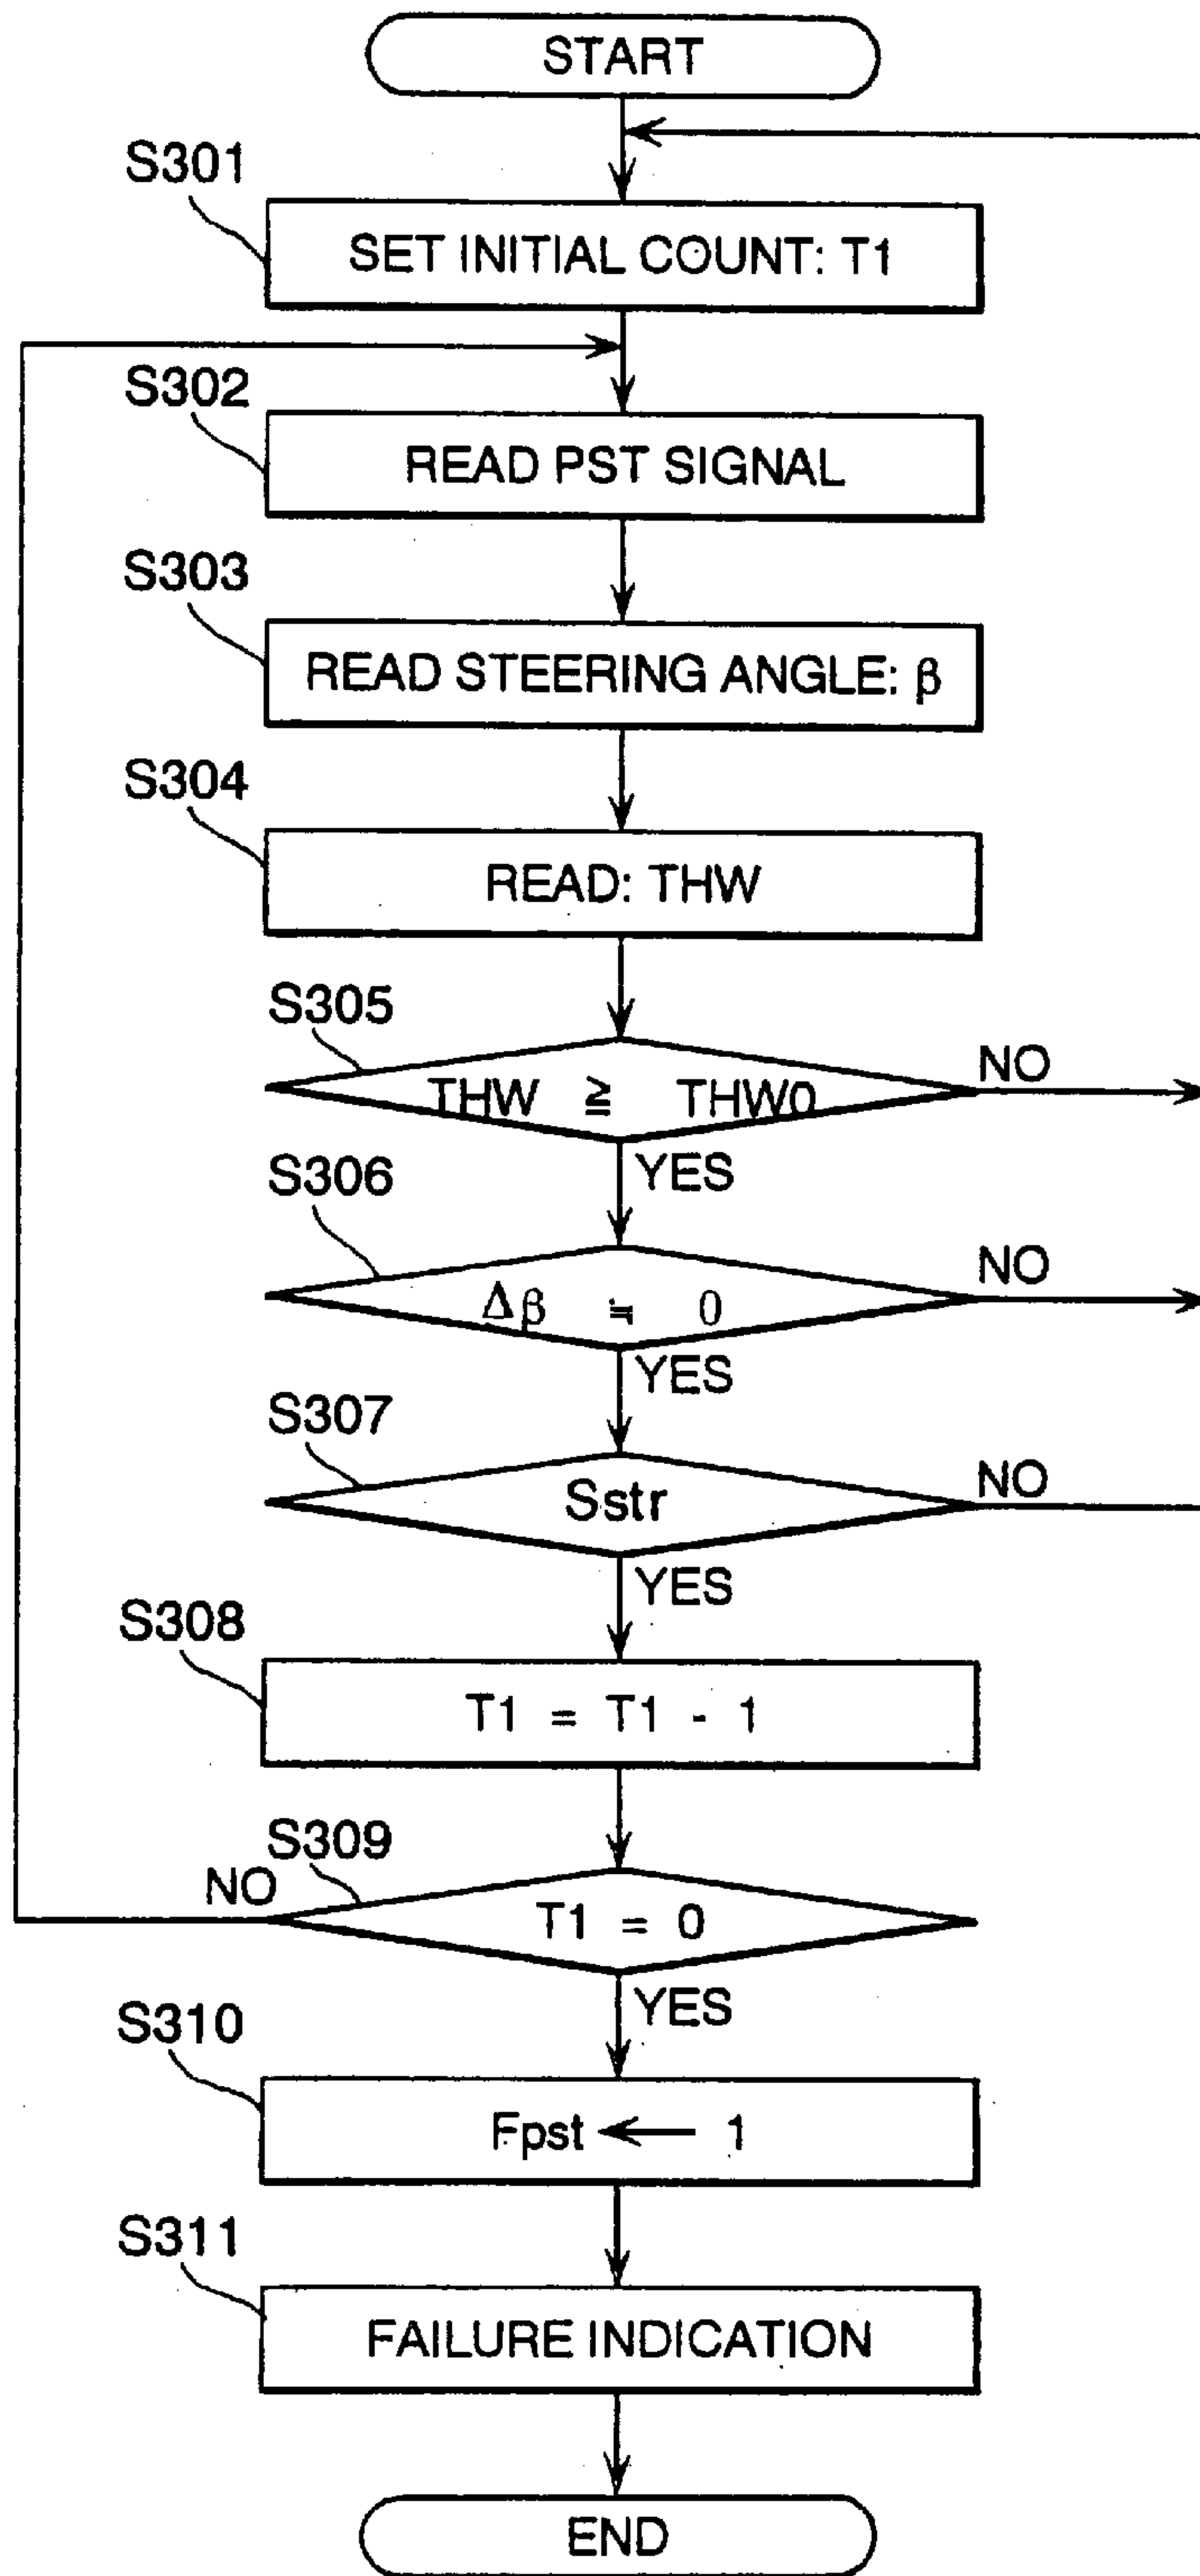 START
S301
SET INITIAL COUNT: T1
S302
READ PST SIGNAL
S303
READ STEERING ANGLE: β
S304
READ: THW
S305
THW ≧ THW0
NO
YES
S306
Δβ ≒ 0
NO
YES
S307
Sstr
NO
YES
S308
T1 = T1 - 1
S309
NO
T1 = 0
YES
S310
Fpst ← 1
S311
FAILURE INDICATION
END